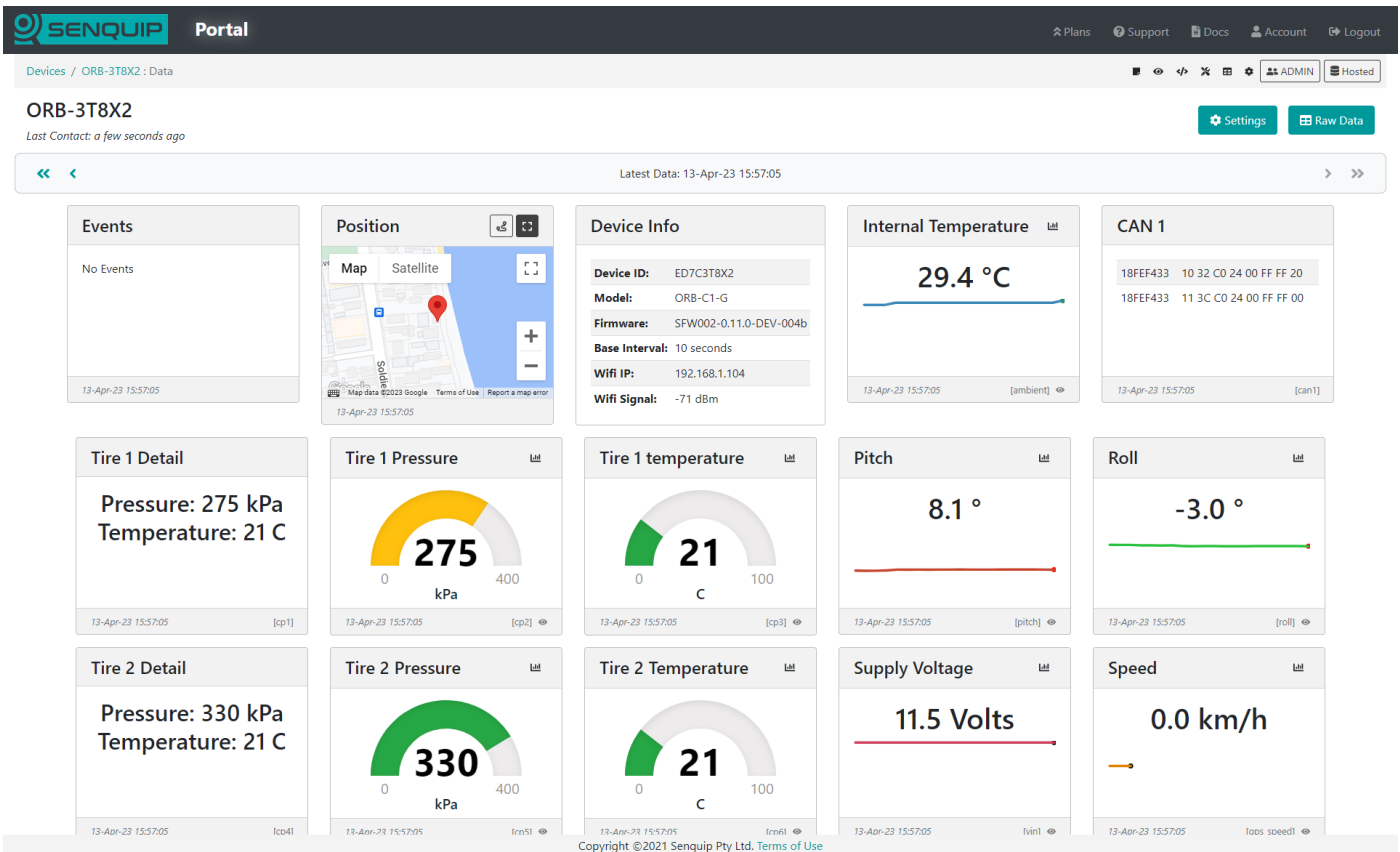 SENQUIP Portal Plans Support Docs Account Logout
Devices / ORB-3T8X2 : Data ADMIN Hosted
ORB-3T8X2
Last Contact: a few seconds ago
Settings Raw Data
Latest Data: 13-Apr-23 15:57:05
Events
No Events
13-Apr-23 15:57:05
Position
Map Satellite
Soldie
Google Map data ©2023 Google Terms of Use Report a map error
13-Apr-23 15:57:05
Device Info
Device ID: ED7C3T8X2
Model: ORB-C1-G
Firmware: SFW002-0.11.0-DEV-004b
Base Interval: 10 seconds
Wifi IP: 192.168.1.104
Wifi Signal: -71 dBm
Internal Temperature
29.4 °C
13-Apr-23 15:57:05 [ambient]
CAN 1
18FEF433 10 32 C0 24 00 FF FF 20
18FEF433 11 3C C0 24 00 FF FF 00
13-Apr-23 15:57:05 [can1]
Tire 1 Detail
Pressure: 275 kPa
Temperature: 21 C
13-Apr-23 15:57:05 [cp1]
Tire 1 Pressure
275
0 400
kPa
13-Apr-23 15:57:05 [cp2]
Tire 1 temperature
21
0 100
C
13-Apr-23 15:57:05 [cp3]
Pitch
8.1 °
13-Apr-23 15:57:05 [pitch]
Roll
-3.0 °
13-Apr-23 15:57:05 [roll]
Tire 2 Detail
Pressure: 330 kPa
Temperature: 21 C
13-Apr-23 15:57:05 [cp4]
Tire 2 Pressure
330
0 400
kPa
13-Apr-23 15:57:05 [cp5]
Tire 2 Temperature
21
0 100
C
13-Apr-23 15:57:05 [cp6]
Supply Voltage
11.5 Volts
13-Apr-23 15:57:05 [vin]
Speed
0.0 km/h
13-Apr-23 15:57:05 [gps_speed]
Copyright ©2021 Senquip Pty Ltd. Terms of Use